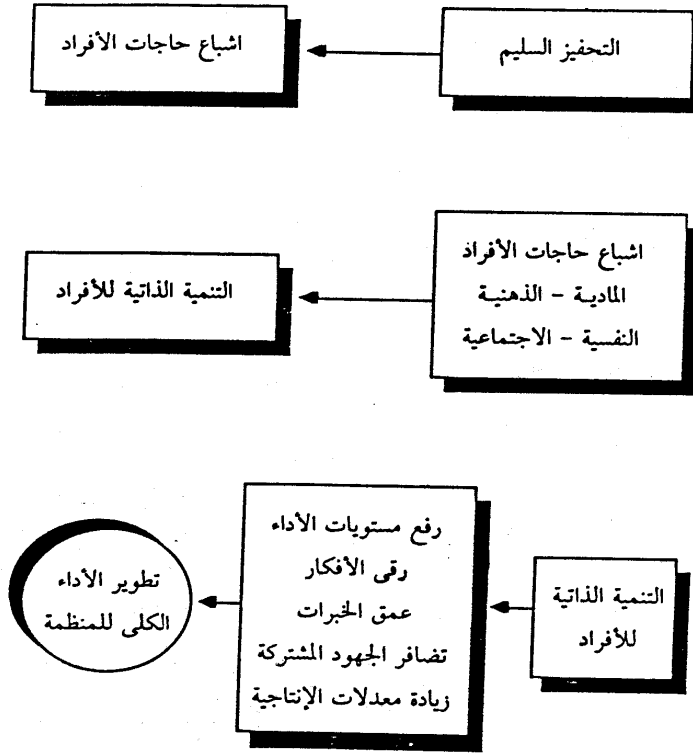 التحفيز السليم
اشباع حاجات الأفراد
اشباع حاجات الأفراد
المادية - الذهنية
النفسية - الاجتماعية
التنمية الذاتية للأفراد
التنمية الذاتية
للأفراد
رفع مستويات الأداء
رقى الأفكار
عمق الخبرات
تضافر الجهود المشتركة
زيادة معدلات الإنتاجية
تطوير الأداء
الكلى للمنظمة